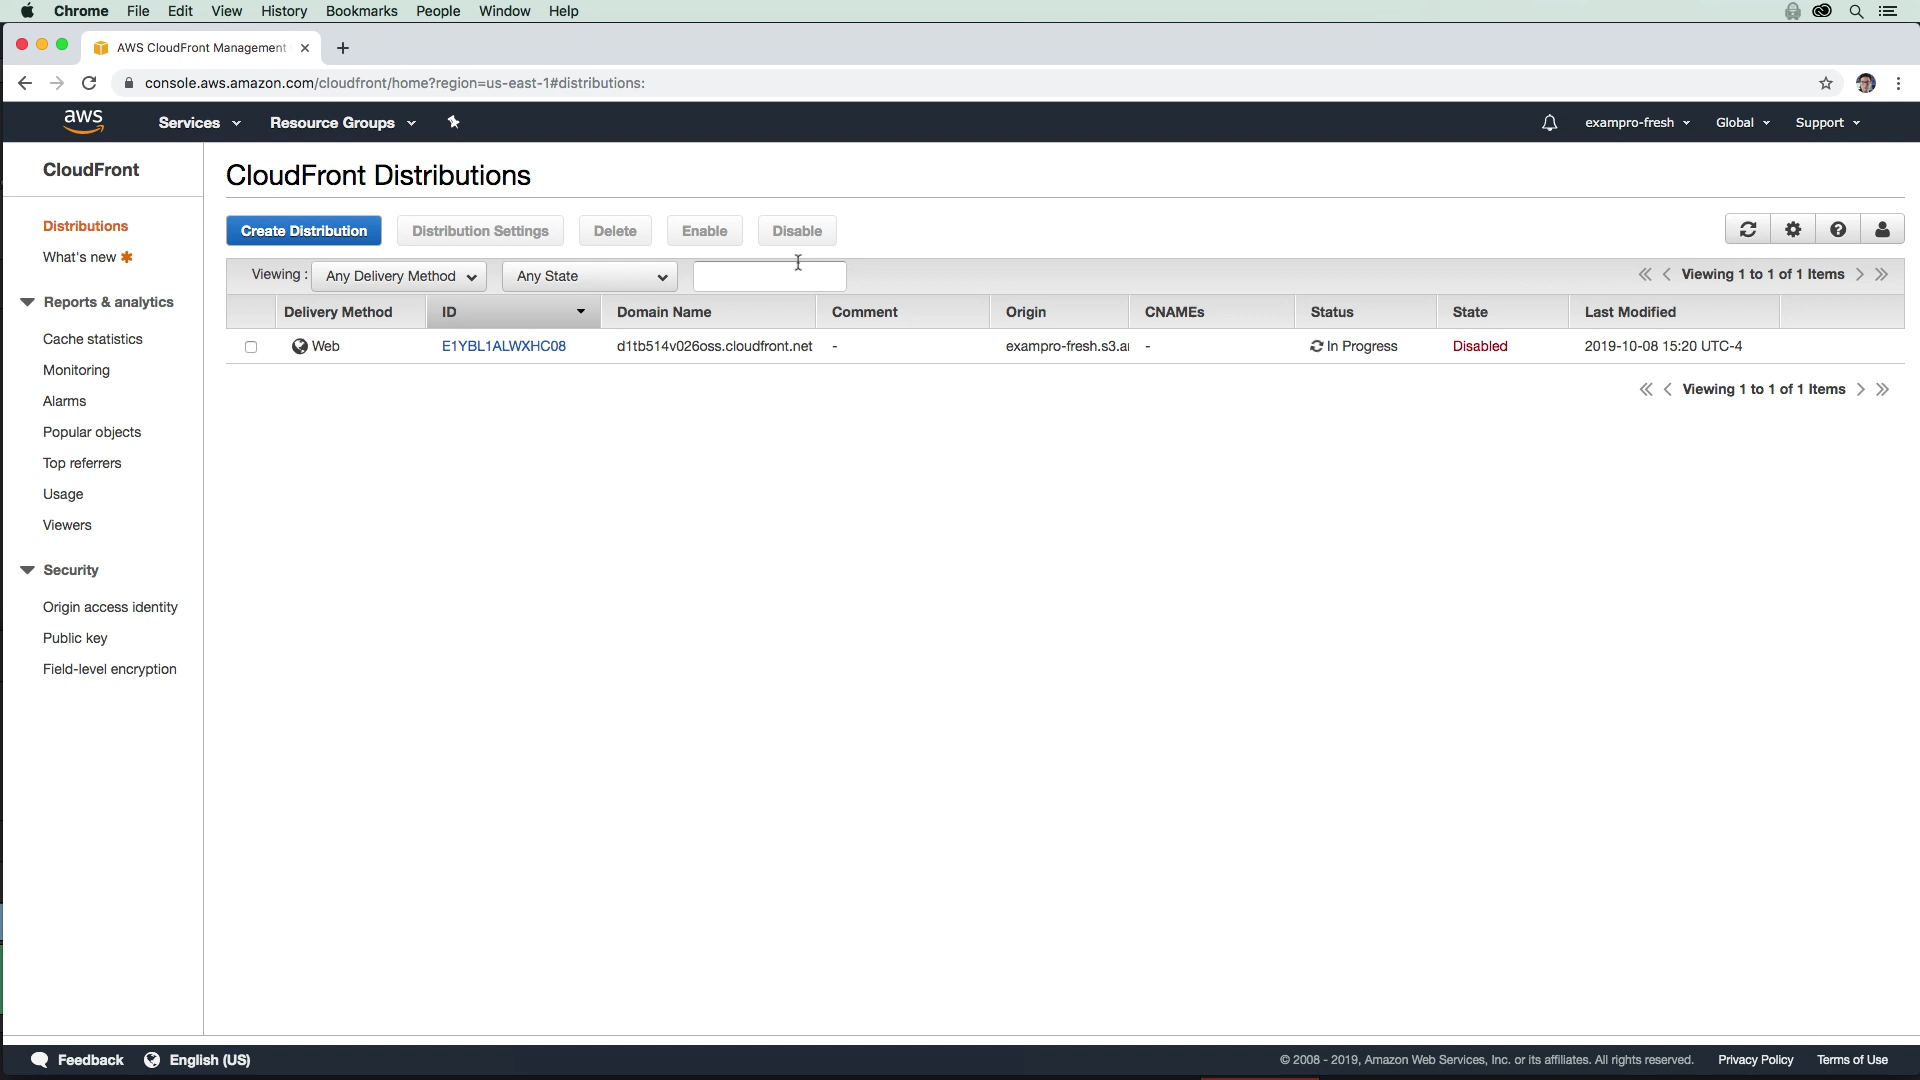 Chrome File Edit View History Bookmarks People Window Help
AWS CloudFront Management
console.aws.amazon.com/cloudfront/home?region=us-east-1#distributions:
aws Services Resource Groups exampro-fresh Global Support
CloudFront
Distributions
What's new
Reports & analytics
Cache statistics
Monitoring
Alarms
Popular objects
Top referrers
Usage
Viewers
Security
Origin access identity
Public key
Field-level encryption
CloudFront Distributions
Create Distribution Distribution Settings Delete Enable Disable
Viewing : Any Delivery Method Any State Viewing 1 to 1 of 1 Items
Delivery Method ID Domain Name Comment Origin CNAMEs Status State Last Modified
Web E1YBL1ALWXHC08 d1tb514v026oss.cloudfront.net - exampro-fresh.s3.a - In Progress Disabled 2019-10-08 15:20 UTC-4
Viewing 1 to 1 of 1 Items
Feedback English (US) © 2008 - 2019, Amazon Web Services, Inc. or its affiliates. All rights reserved. Privacy Policy Terms of Use